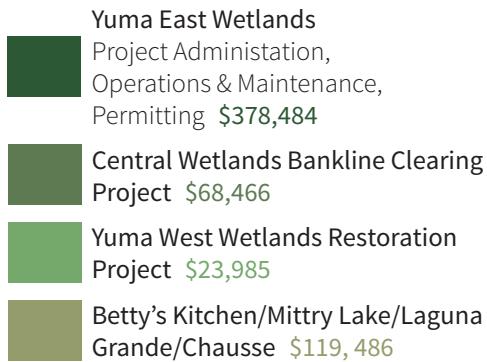 Yuma East Wetlands
Project Administation,
Operations & Maintenance,
Permitting $378,484
Central Wetlands Bankline Clearing
Project $68,466
Yuma West Wetlands Restoration
Project $23,985
Betty’s Kitchen/Mittry Lake/Laguna
Grande/Chausse $119, 486